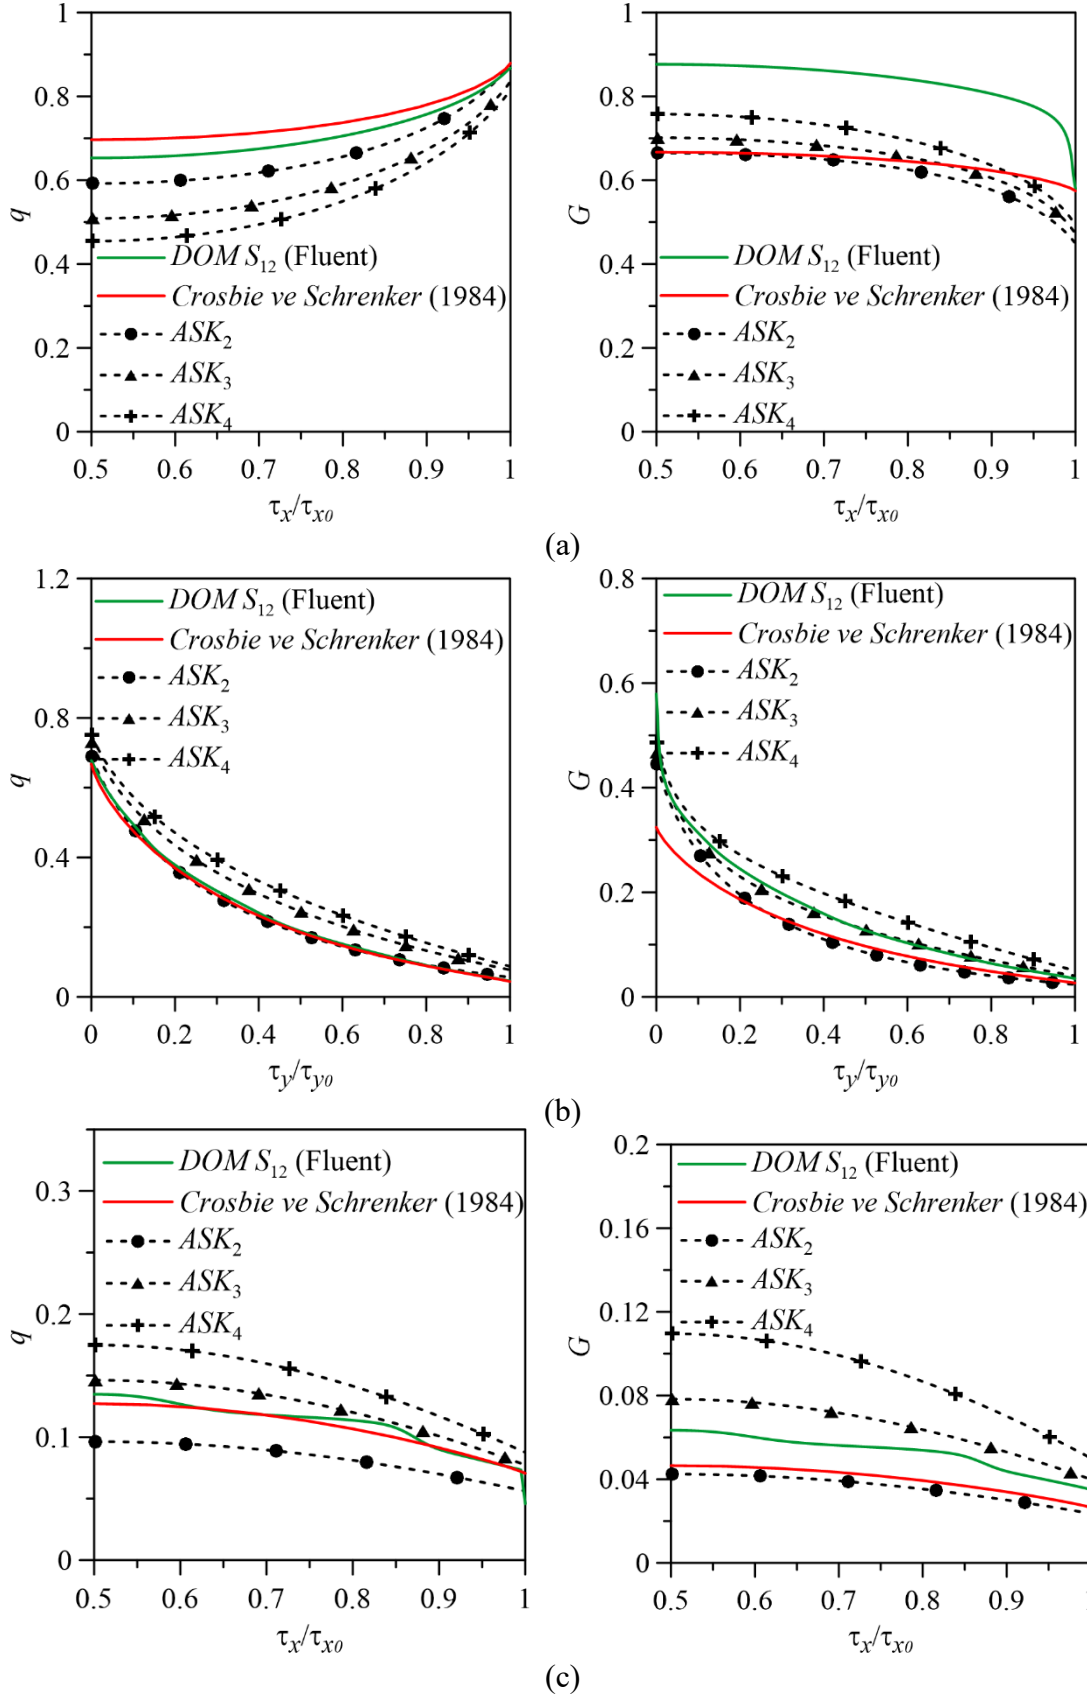 1
0.8
0.6
0.4
0.2
0
q
DOM S12 (Fluent)
Crosbie ve Schrenker (1984)
ASK2
ASK3
ASK4
0.5 0.6 0.7 0.8 0.9 1
τx/τx0
1
0.8
0.6
0.4
0.2
0
G
DOM S12 (Fluent)
Crosbie ve Schrenker (1984)
ASK2
ASK3
ASK4
0.5 0.6 0.7 0.8 0.9 1
τx/τx0
(a)
1.2
0.8
0.4
0
q
DOM S12 (Fluent)
Crosbie ve Schrenker (1984)
ASK2
ASK3
ASK4
0 0.2 0.4 0.6 0.8 1
τy/τy0
0.8
0.6
0.4
0.2
0
G
DOM S12 (Fluent)
Crosbie ve Schrenker (1984)
ASK2
ASK3
ASK4
0 0.2 0.4 0.6 0.8 1
τy/τy0
(b)
0.3
0.2
0.1
0
q
DOM S12 (Fluent)
Crosbie ve Schrenker (1984)
ASK2
ASK3
ASK4
0.5 0.6 0.7 0.8 0.9 1
τx/τx0
0.2
0.16
0.12
0.08
0.04
0
G
DOM S12 (Fluent)
Crosbie ve Schrenker (1984)
ASK2
ASK3
ASK4
0.5 0.6 0.7 0.8 0.9 1
τx/τx0
(c)